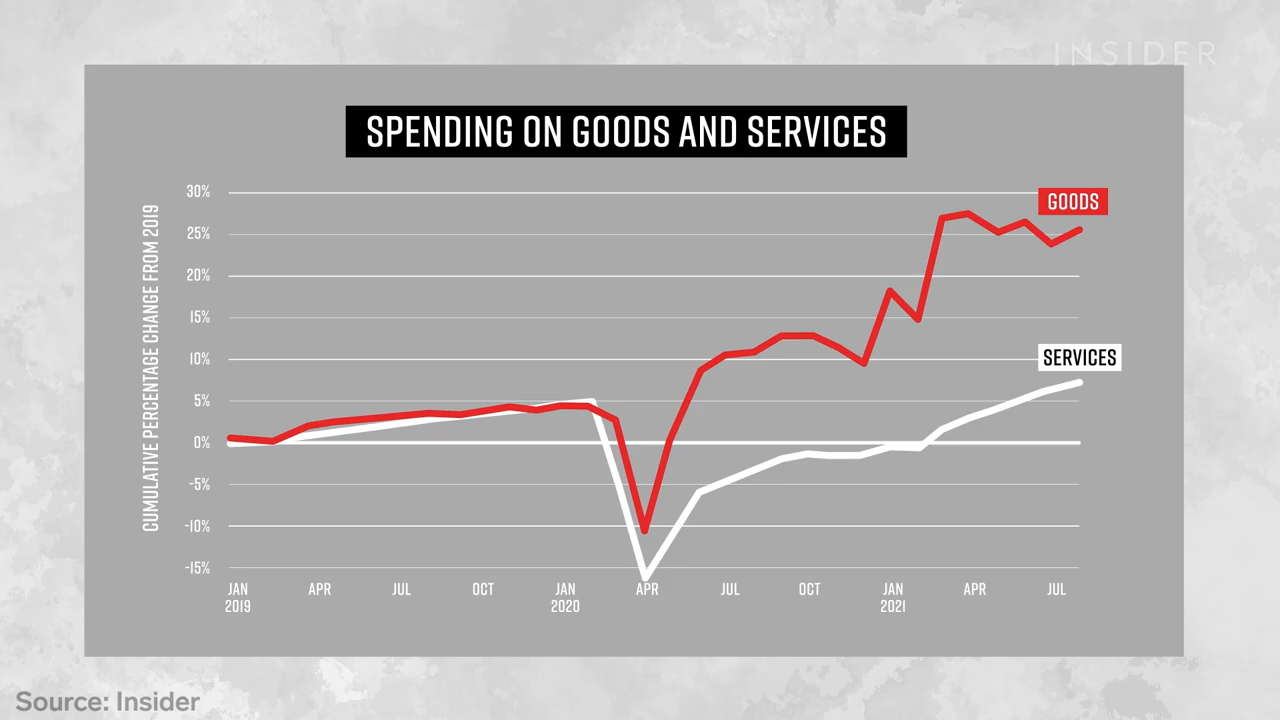 INSIDER
SPENDING ON GOODS AND SERVICES
CUMULATIVE PERCENTAGE CHANGE FROM 2019
30%
25%
20%
15%
10%
5%
0%
-5%
-10%
-15%
GOODS
SERVICES
JAN 2019
APR
JUL
OCT
JAN 2020
APR
JUL
OCT
JAN 2021
APR
JUL
Source: Insider